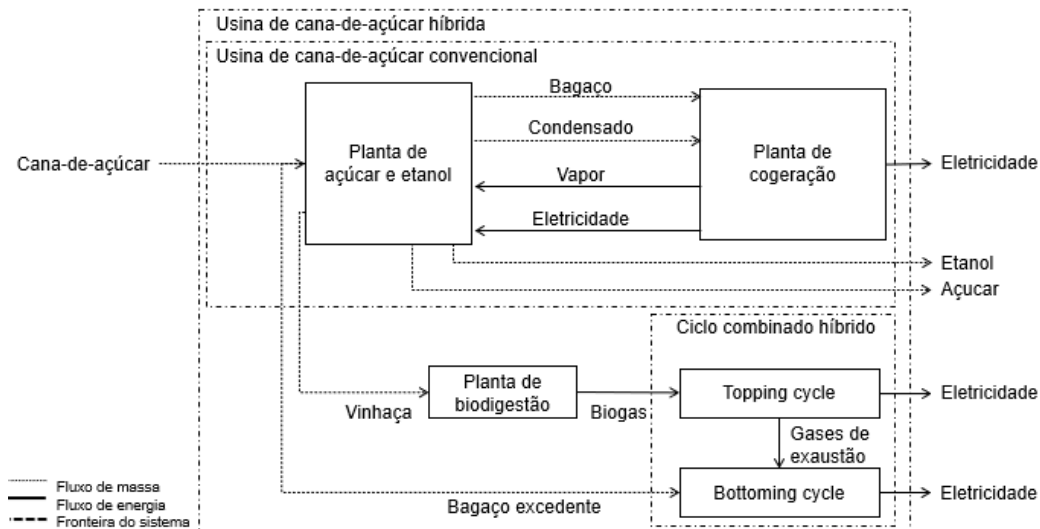 Usina de cana-de-açúcar híbrida
Usina de cana-de-açúcar convencional
Bagaço
Condensado
Cana-de-açúcar
Planta de
açúcar e etanol
Planta de
cogeração
Eletricidade
Vapor
Eletricidade
Etanol
Açucar
Ciclo combinado híbrido
Planta de
biodigestão
Topping cycle
Eletricidade
Vinhaça
Biogas
Gases de
exaustão
Bottoming cycle
Eletricidade
Bagaço excedente
Fluxo de massa
Fluxo de energia
Fronteira do sistema